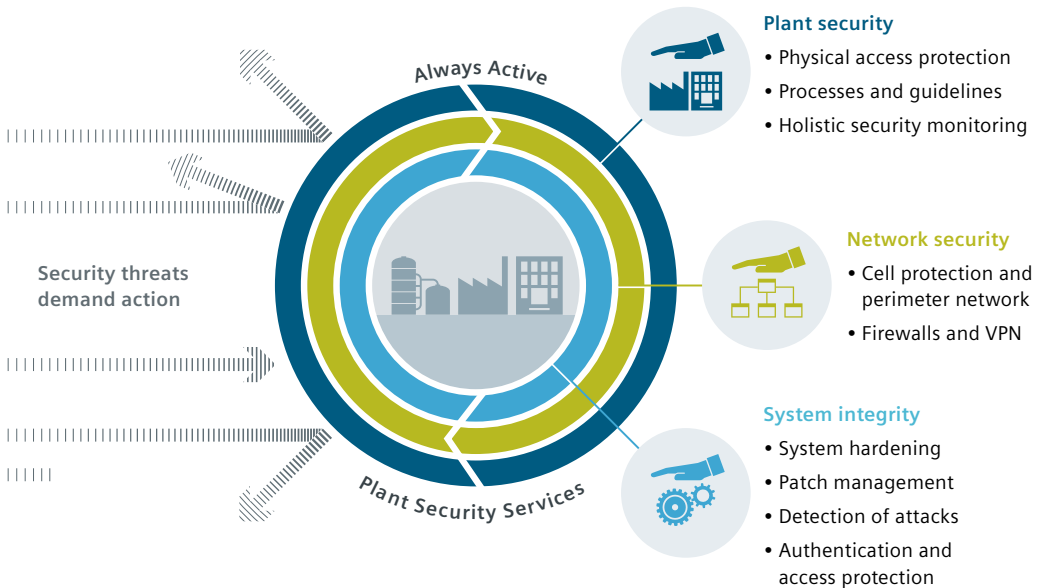 Security threats
demand action
Always Active
Plant Security Services
Plant security
• Physical access protection
• Processes and guidelines
• Holistic security monitoring
Network security
• Cell protection and
perimeter network
• Firewalls and VPN
System integrity
• System hardening
• Patch management
• Detection of attacks
• Authentication and
access protection